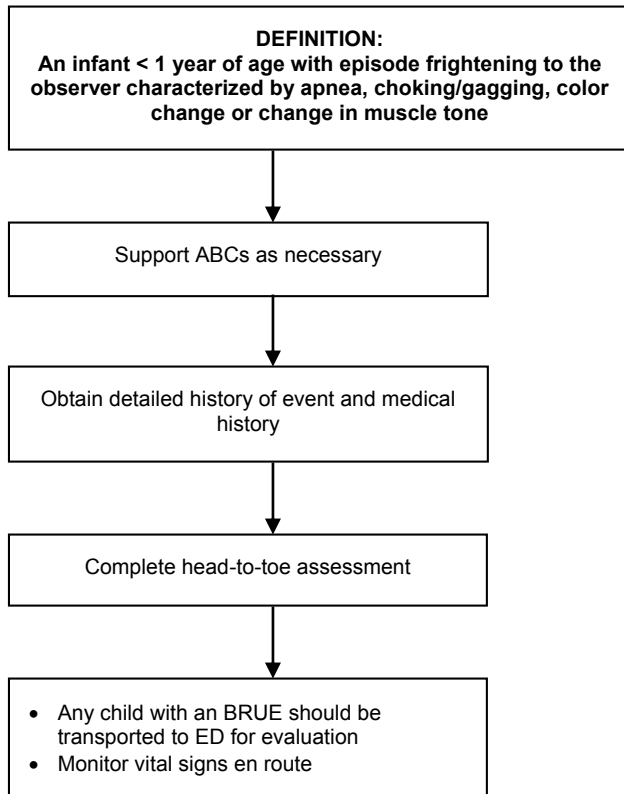 DEFINITION:
An infant < 1 year of age with episode frightening to the
observer characterized by apnea, choking/gagging, color
change or change in muscle tone
Support ABCs as necessary
Obtain detailed history of event and medical
history
Complete head-to-toe assessment
• Any child with an BRUE should be
transported to ED for evaluation
• Monitor vital signs en route